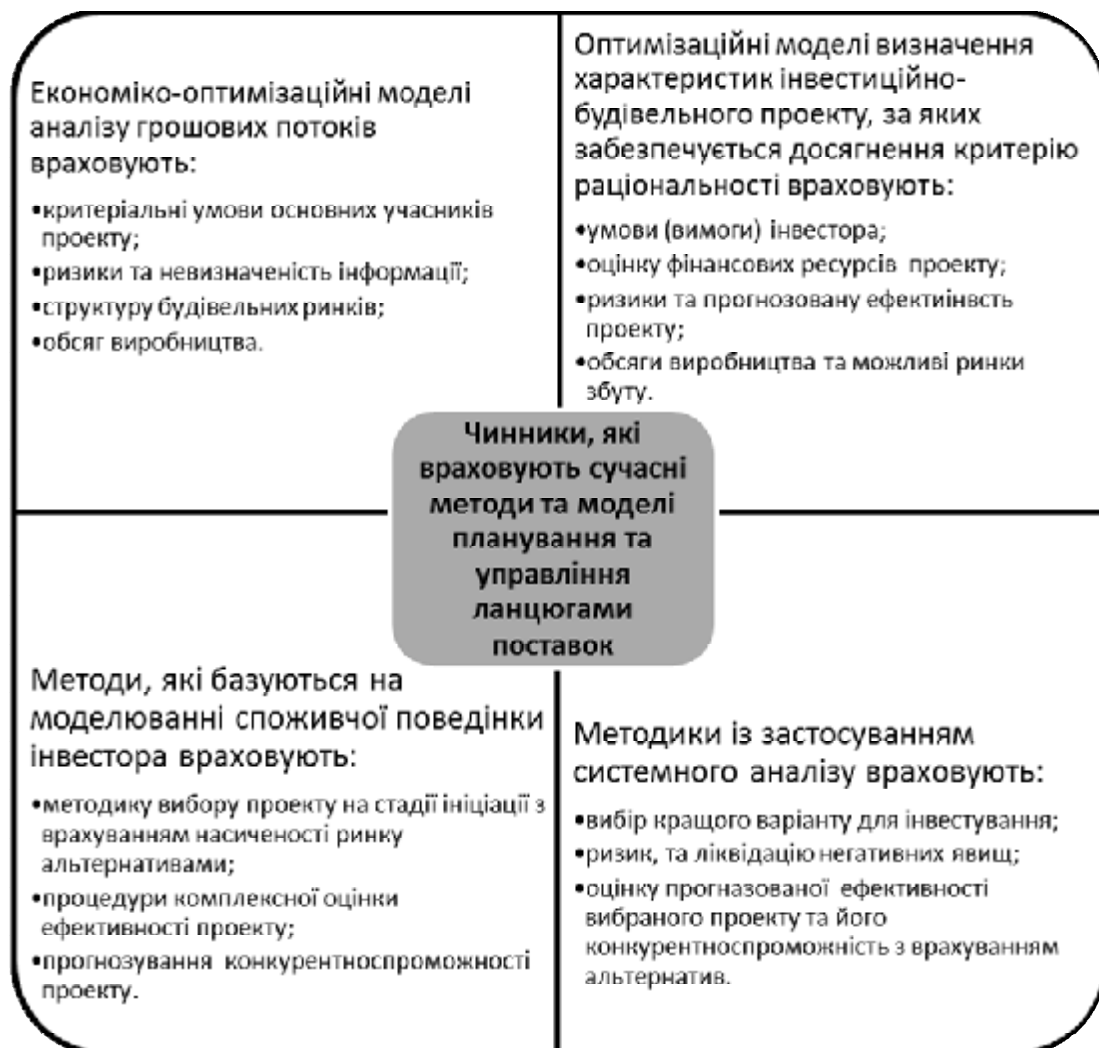 Економіко-оптимізаційні моделі
аналізу грошових потоків
враховують:
•критеріальні умови основних учасників
проекту;
•ризики та невизначеність інформації;
•структуру будівельних ринків;
•обсяг виробництва.
Оптимізаційні моделі визначення
характеристик інвестиційно-
будівельного проекту, за яких
забезпечується досягнення критерію
раціональності враховують:
•умови (вимоги) інвестора;
•оцінку фінансових ресурсів проекту;
•ризики та прогнозовану ефектиінвсть
проекту;
•обсяги виробництва та можливі ринки
збуту.
Чинники, які
враховують сучасні
методи та моделі
планування та
управління
ланцюгами
поставок
Методи, які базуються на
моделюванні споживчої поведінки
інвестора враховують:
•методику вибору проекту на стадії ініціації з
врахуванням насиченості ринку
альтернативами;
•процедури комплексної оцінки
ефективності проекту;
•прогнозування конкурентноспроможності
проекту.
Методики із застосуванням
системного аналізу враховують:
•вибір кращого варіанту для інвестування;
•ризик, та ліквідацію негативних явищ;
•оцінку прогназованої ефективності
вибраного проекту та його
конкурентноспроможність з врахуванням
альтернатив.